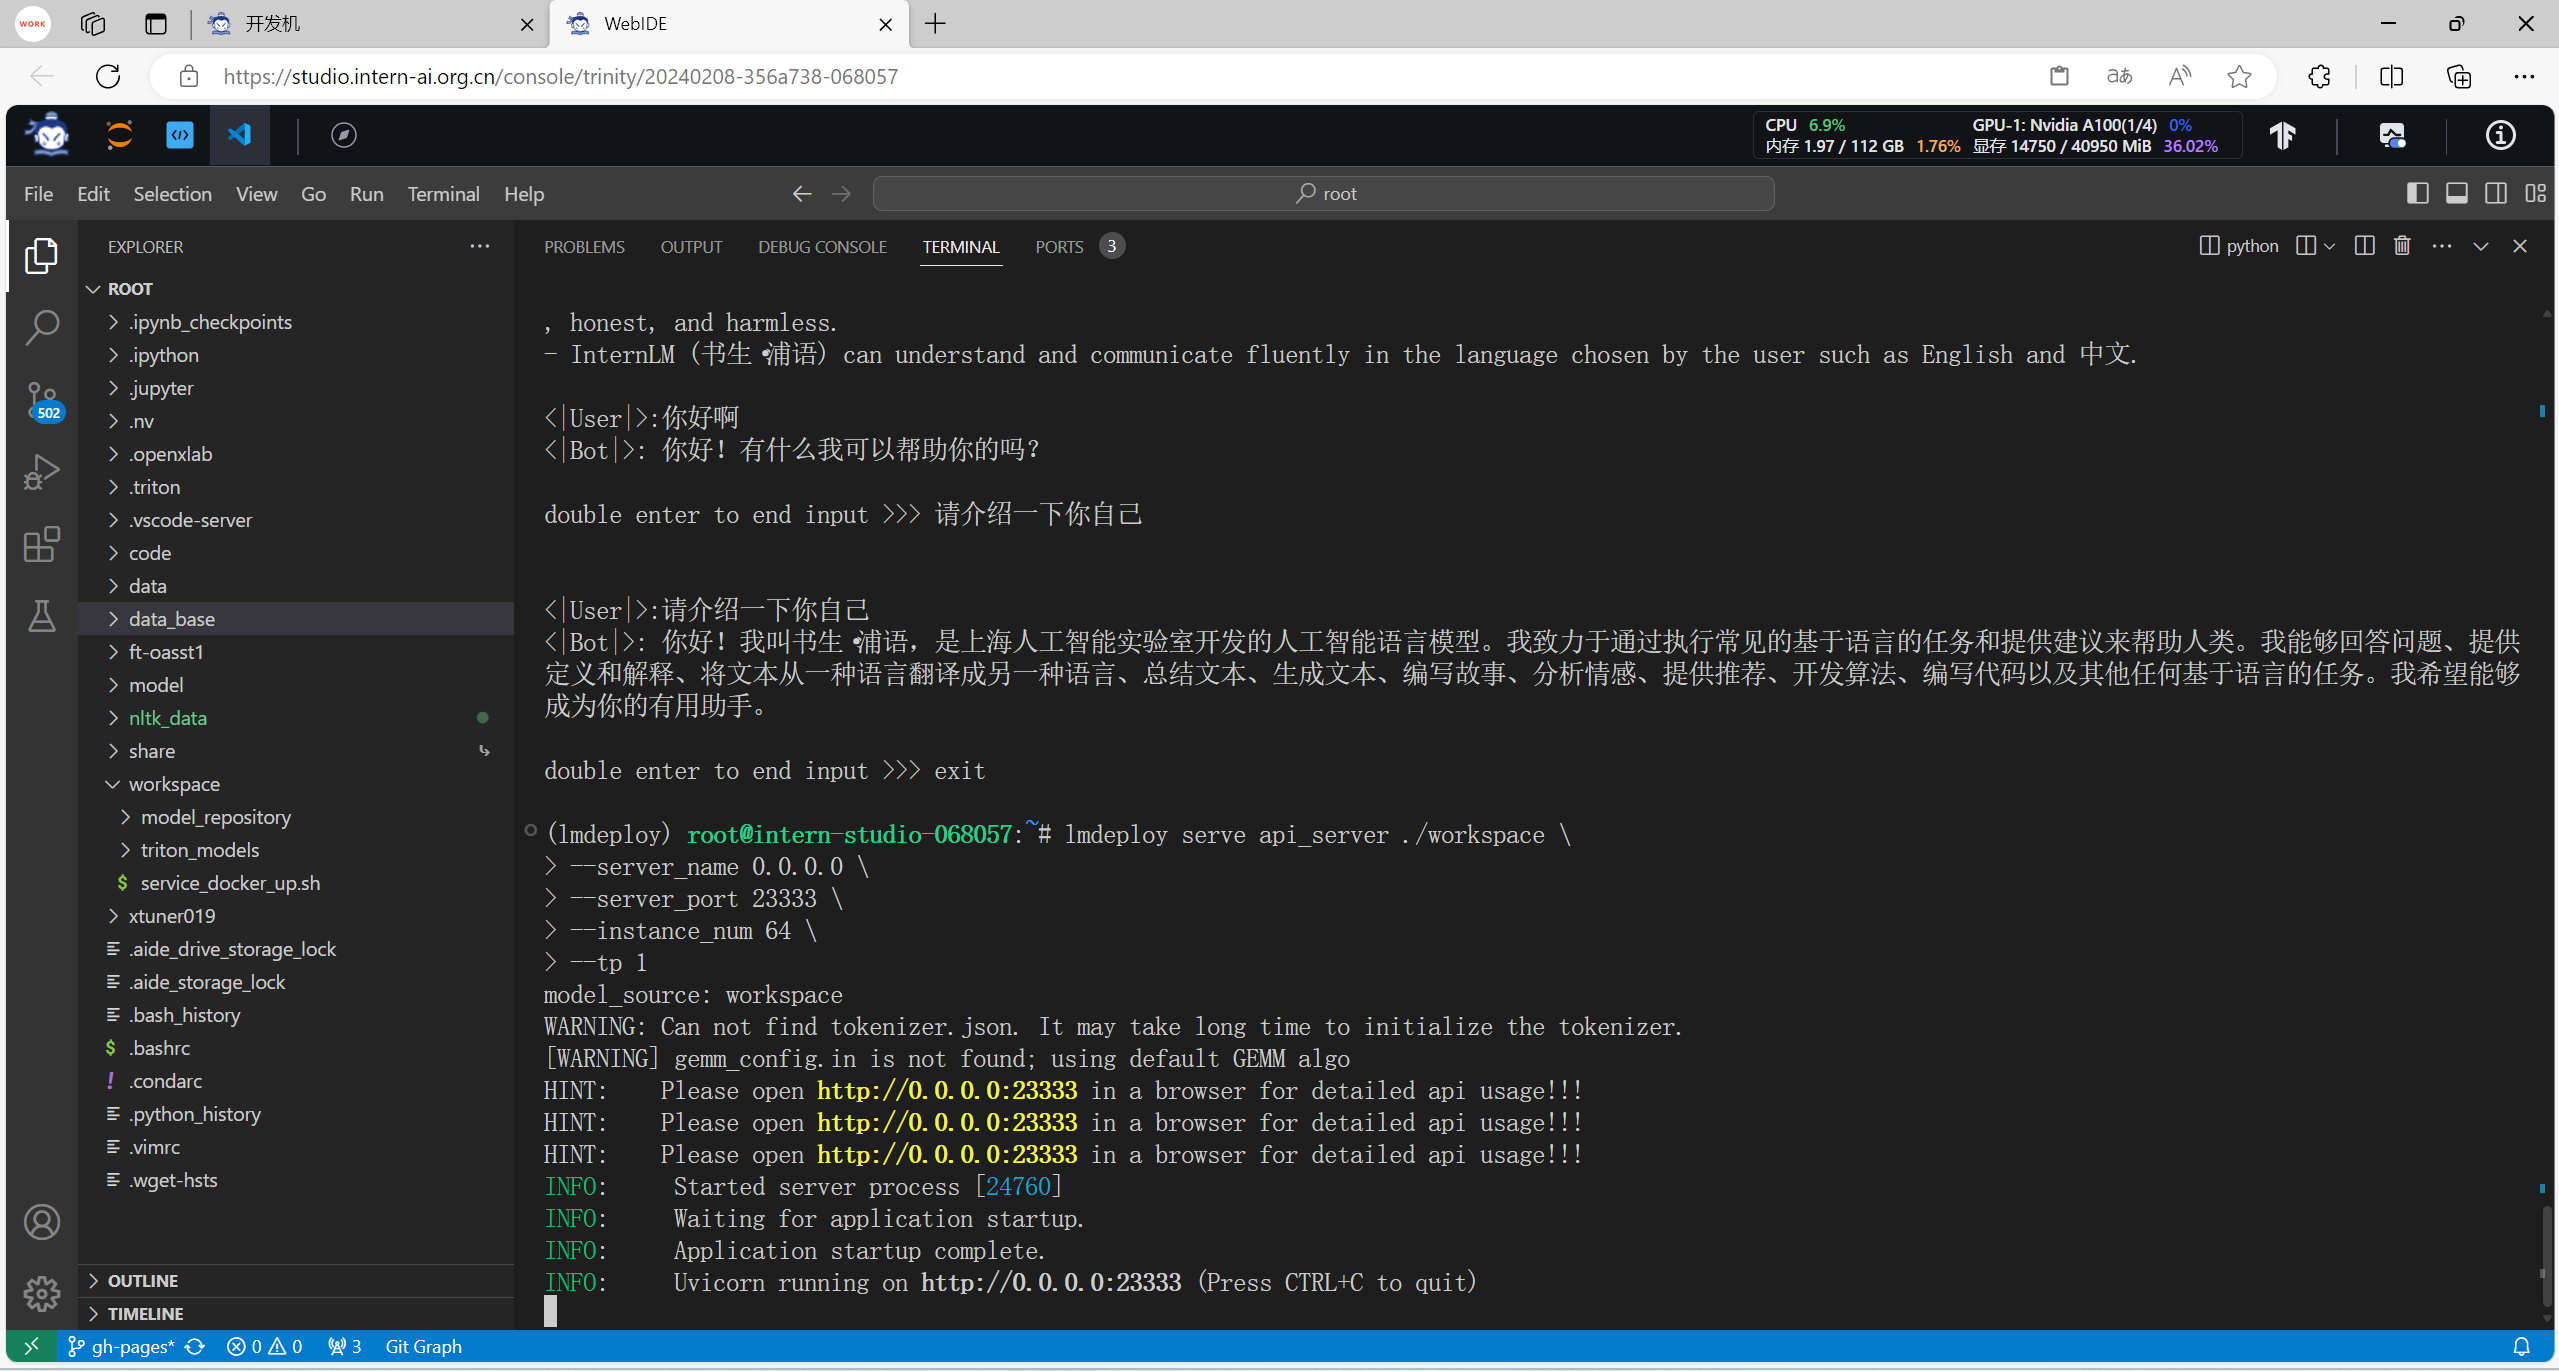 WORK
开发机
WebIDE
https://studio.intern-ai.org.cn/console/trinity/20240208-356a738-068057
CPU 6.9% GPU-1: Nvidia A100(1/4) 0%
内存 1.97 / 112 GB 1.76% 显存 14750 / 40950 MiB 36.02%
File Edit Selection View Go Run Terminal Help
root
EXPLORER
PROBLEMS OUTPUT DEBUG CONSOLE TERMINAL PORTS 3
python
ROOT
.ipynb_checkpoints
.ipython
.jupyter
.nv
.openxlab
.triton
.vscode-server
code
data
data_base
ft-oasst1
model
nltk_data
share
workspace
model_repository
triton_models
service_docker_up.sh
xtuner019
.aide_drive_storage_lock
.aide_storage_lock
.bash_history
.bashrc
.condarc
.python_history
.vimrc
.wget-hsts
OUTLINE
TIMELINE
502
, honest, and harmless.
- InternLM (书生·浦语) can understand and communicate fluently in the language chosen by the user such as English and 中文.
<|User|>:你好啊
<|Bot|>: 你好！有什么我可以帮助你的吗？
double enter to end input >>> 请介绍一下你自己
<|User|>:请介绍一下你自己
<|Bot|>: 你好！我叫书生·浦语，是上海人工智能实验室开发的人工智能语言模型。我致力于通过执行常见的基于语言的任务和提供建议来帮助人类。我能够回答问题、提供
定义和解释、将文本从一种语言翻译成另一种语言、总结文本、生成文本、编写故事、分析情感、提供推荐、开发算法、编写代码以及其他任何基于语言的任务。我希望能够
成为你的有用助手。
double enter to end input >>> exit
(lmdeploy) root@intern-studio-068057:~# lmdeploy serve api_server ./workspace \
> --server_name 0.0.0.0 \
> --server_port 23333 \
> --instance_num 64 \
> --tp 1
model_source: workspace
WARNING: Can not find tokenizer.json. It may take long time to initialize the tokenizer.
[WARNING] gemm_config.in is not found; using default GEMM algo
HINT:    Please open http://0.0.0.0:23333 in a browser for detailed api usage!!!
HINT:    Please open http://0.0.0.0:23333 in a browser for detailed api usage!!!
HINT:    Please open http://0.0.0.0:23333 in a browser for detailed api usage!!!
INFO:     Started server process [24760]
INFO:     Waiting for application startup.
INFO:     Application startup complete.
INFO:     Uvicorn running on http://0.0.0.0:23333 (Press CTRL+C to quit)
gh-pages* 0 0 3 Git Graph